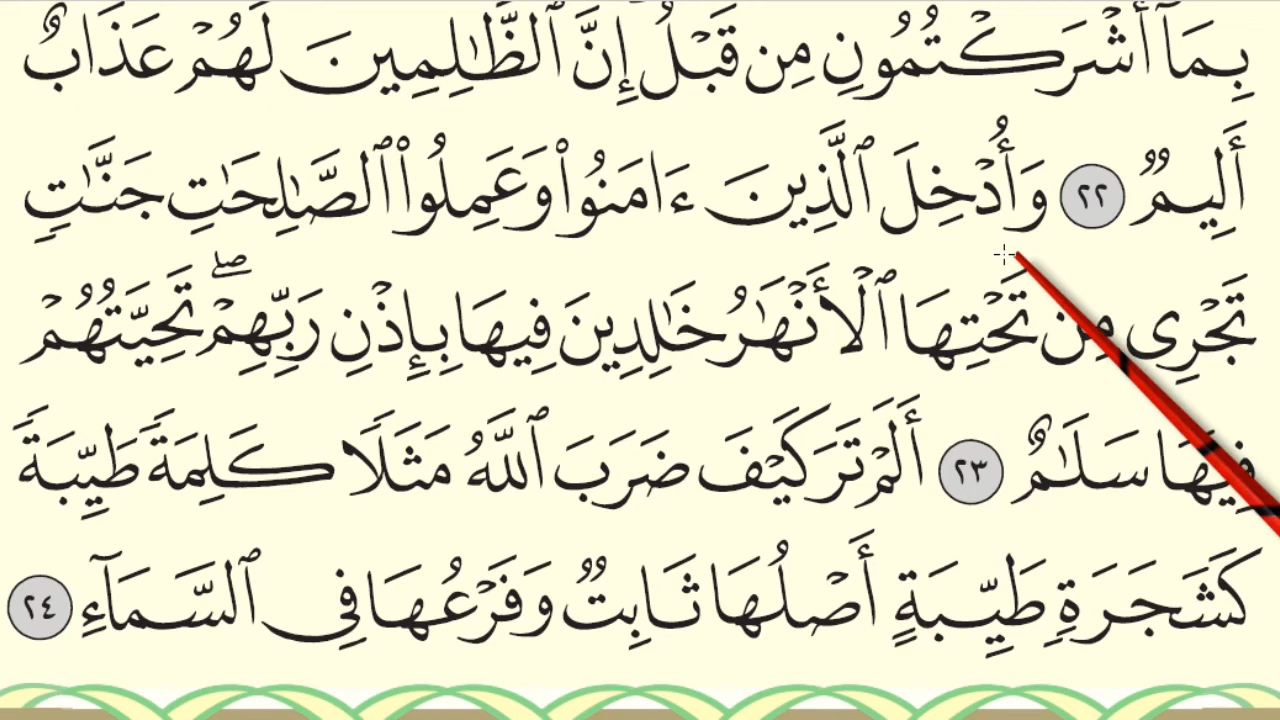 بِمَآ أَشْرَكْتُمُونِ مِن قَبْلُ إِنَّ ٱلظَّٰلِمِينَ لَهُمْ عَذَابٌ
أَلِيمٌ ٢٢ وَأُدْخِلَ ٱلَّذِينَ ءَامَنُوا۟ وَعَمِلُوا۟ ٱلصَّٰلِحَٰتِ جَنَّٰتٍ
تَجْرِى مِن تَحْتِهَا ٱلْأَنْهَٰرُ خَٰلِدِينَ فِيهَا بِإِذْنِ رَبِّهِمْ ۖ تَحِيَّتُهُمْ
فِيهَا سَلَٰمٌ ٢٣ أَلَمْ تَرَ كَيْفَ ضَرَبَ ٱللَّهُ مَثَلًا كَلِمَةً طَيِّبَةً
كَشَجَرَةٍ طَيِّبَةٍ أَصْلُهَا ثَابِتٌ وَفَرْعُهَا فِى ٱلسَّمَآءِ ٢٤